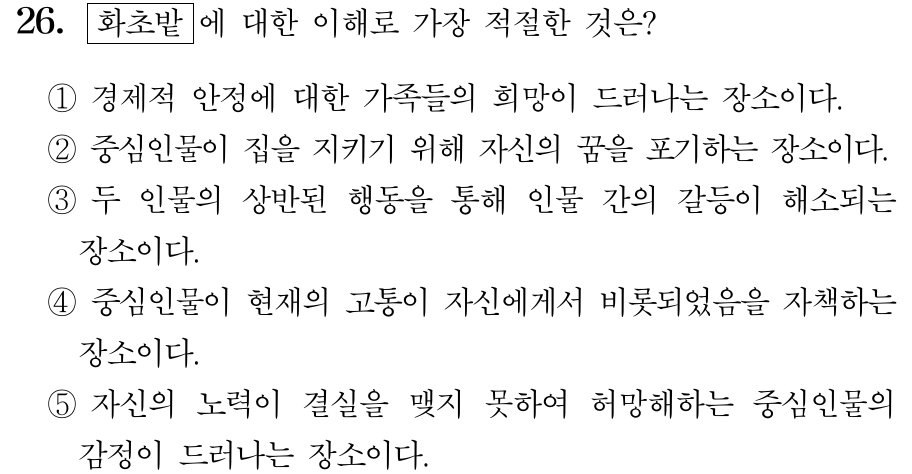 26. 화초밭에 대한 이해로 가장 적절한 것은?
① 경제적 안정에 대한 가족들의 희망이 드러나는 장소이다.
② 중심인물이 집을 지키기 위해 자신의 꿈을 포기하는 장소이다.
③ 두 인물의 상반된 행동을 통해 인물 간의 갈등이 해소되는
장소이다.
④ 중심인물이 현재의 고통이 자신에게서 비롯되었음을 자책하는
장소이다.
⑤ 자신의 노력이 결실을 맺지 못하여 허망해하는 중심인물의
감정이 드러나는 장소이다.